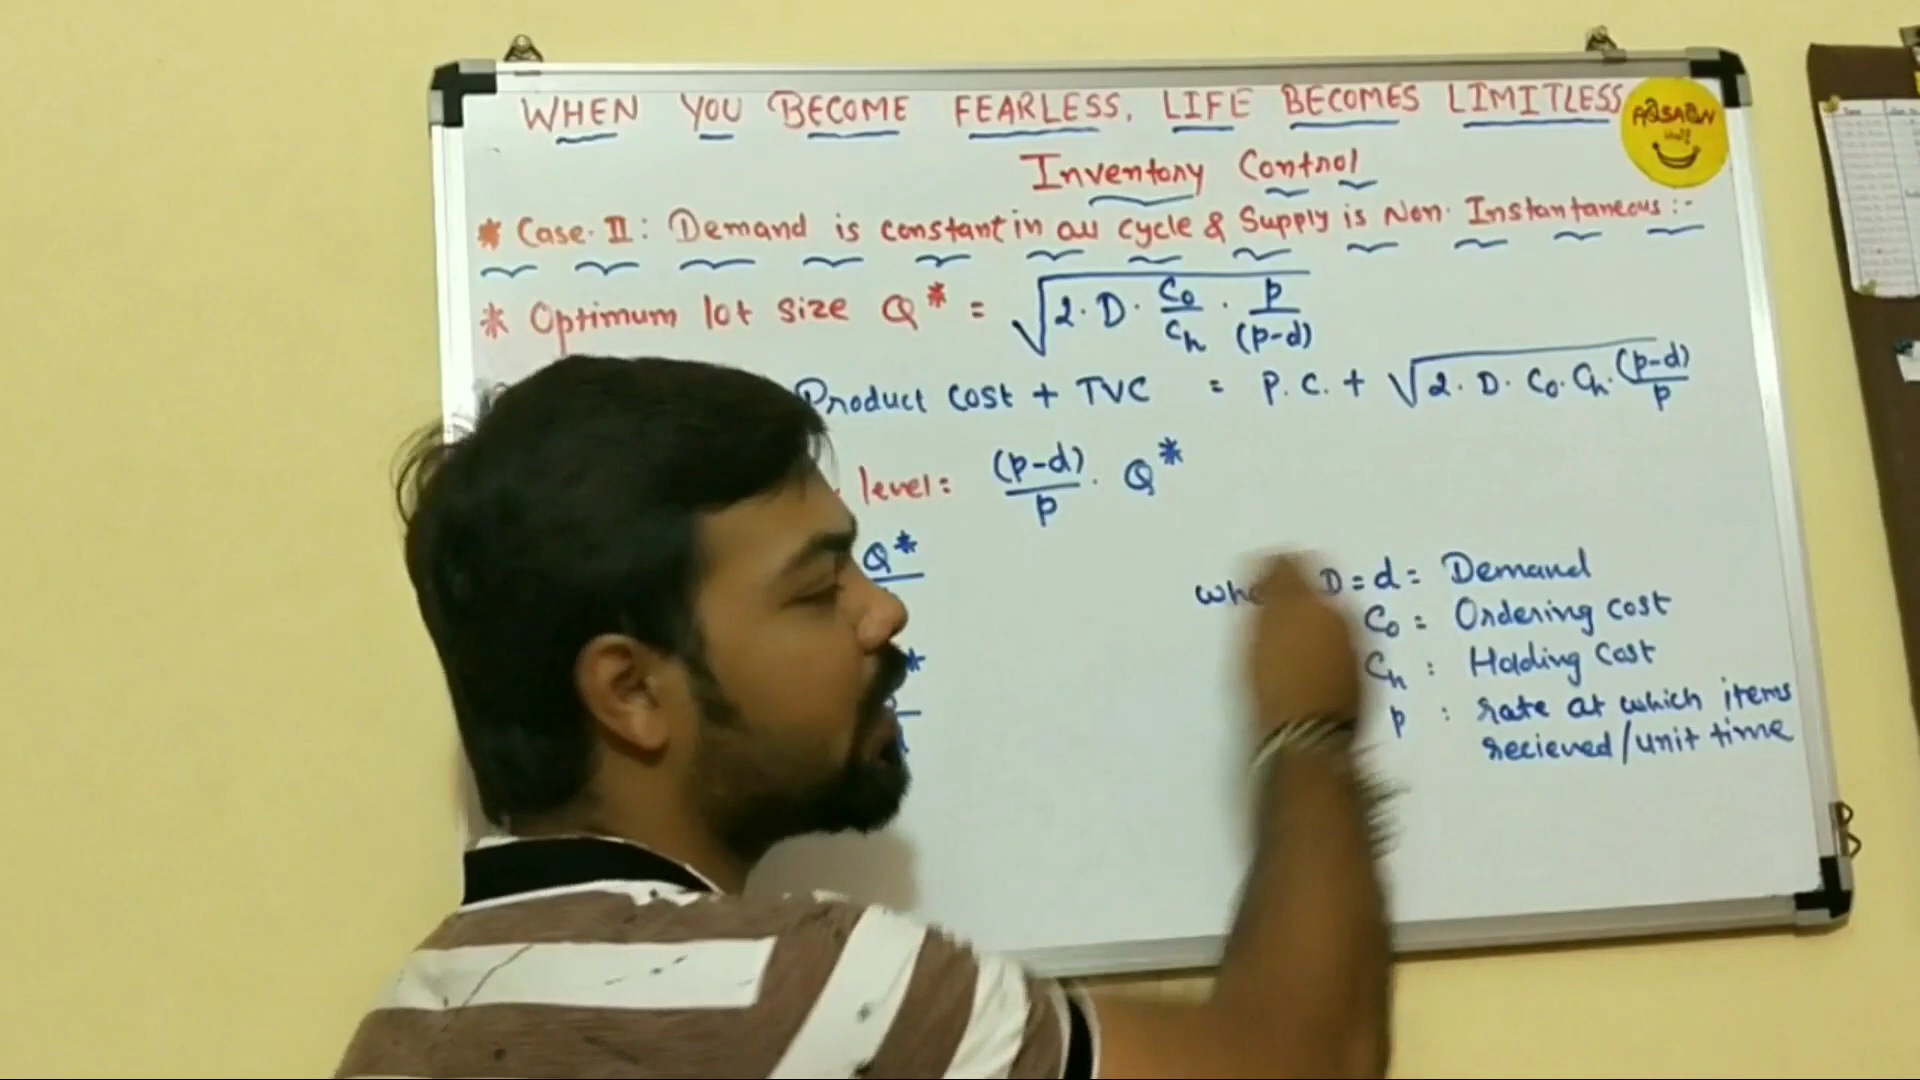 WHEN YOU BECOME FEARLESS, LIFE BECOMES LIMITLESS
Inventory Control
* Case. II : Demand is constant in all cycle & Supply is Non. Instantaneous :-
* Optimum lot size Q* = √2. D. Co/Ch . p/(p-d)
Product cost + TVC = P. C. + √2. D. Co. Ch. (p-d)/p
level = (p-d)/p . Q*
Q*
D = d = Demand
Co = Ordering cost
Ch : Holding Cost
p : rate at which items
recieved/unit time